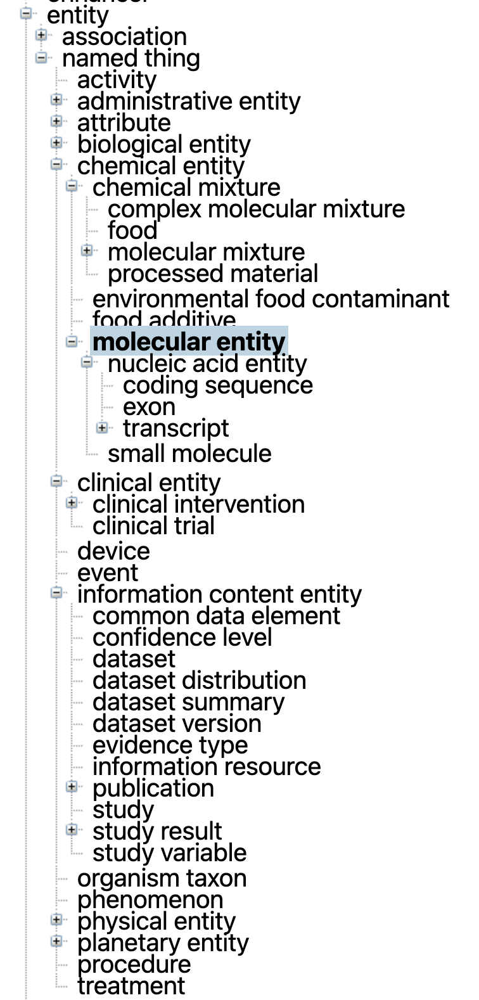 enhancer
entity
association
named thing
activity
administrative entity
attribute
biological entity
chemical entity
chemical mixture
complex molecular mixture
food
molecular mixture
processed material
environmental food contaminant
food additive
molecular entity
nucleic acid entity
coding sequence
exon
transcript
small molecule
clinical entity
clinical intervention
clinical trial
device
event
information content entity
common data element
confidence level
dataset
dataset distribution
dataset summary
dataset version
evidence type
information resource
publication
study
study result
study variable
organism taxon
phenomenon
physical entity
planetary entity
procedure
treatment